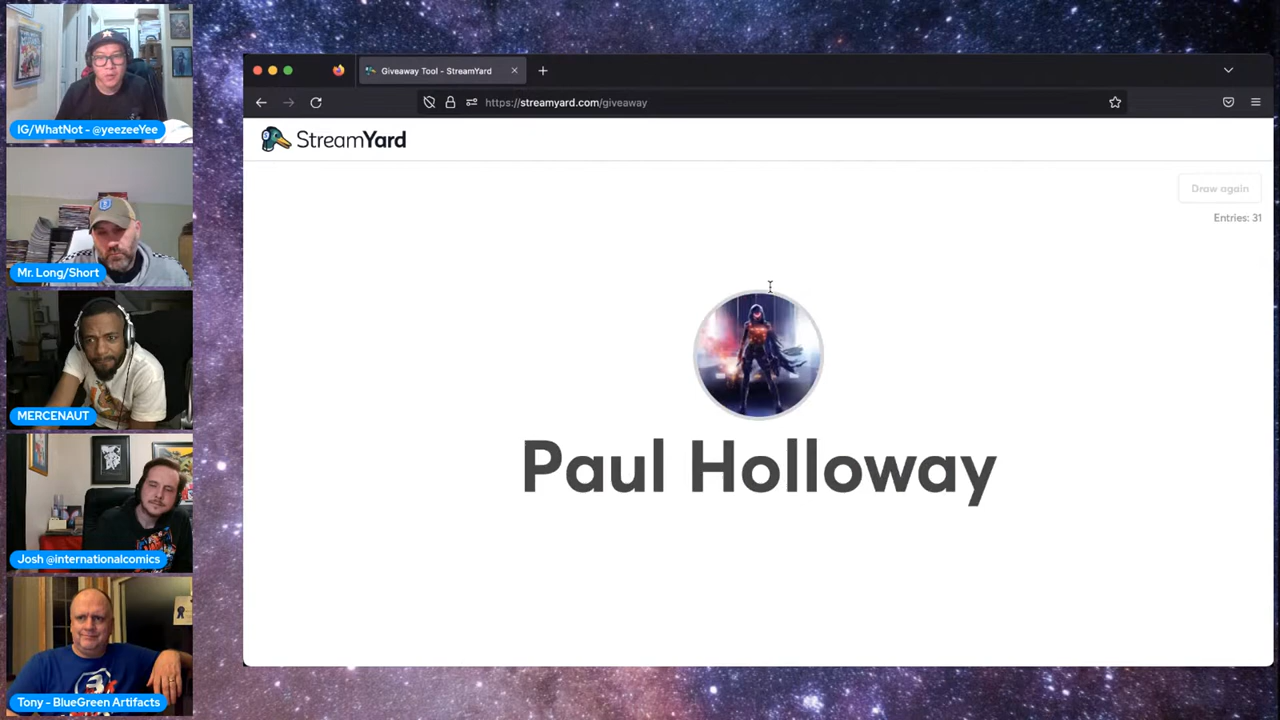 IG/WhatNot - @yeezeeYee
Mr. Long/Short
MERCENAUT
Josh @internationalcomics
Tony - BlueGreen Artifacts
Giveaway Tool - StreamYard
https://streamyard.com/giveaway
StreamYard
Draw again
Entries: 31
Paul Holloway